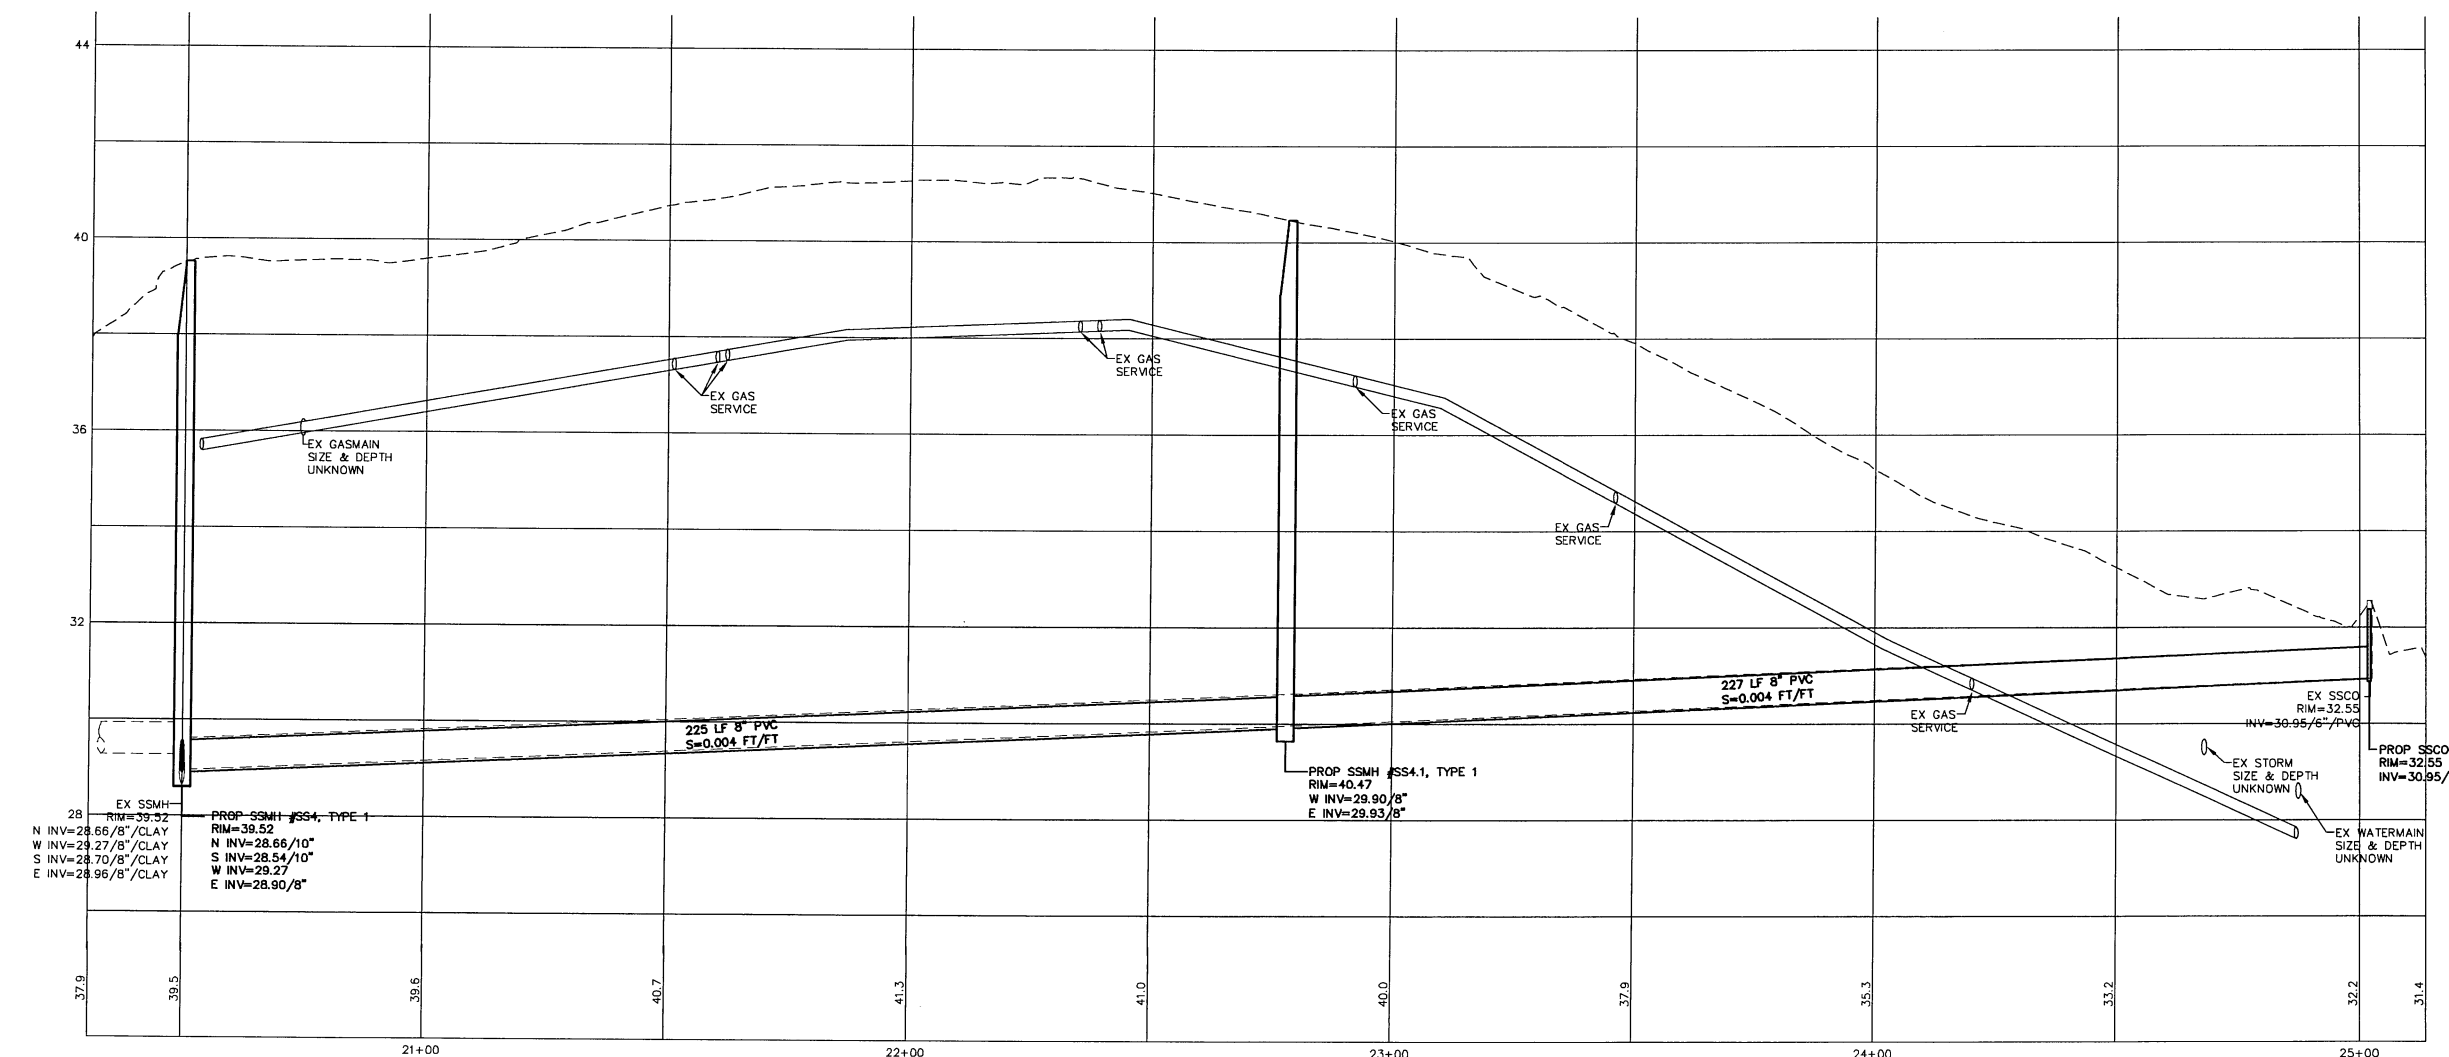 44
40
36
32
28
EX GAS
SERVICE
EX GAS
SERVICE
EX GAS
SERVICE
EX GASMAIN
SIZE & DEPTH
UNKNOWN
EX GAS
SERVICE
225 LF 8" PVC
S=0.004 FT/FT
227 LF 8" PVC
S=0.004 FT/FT
EX GAS
SERVICE
EX SSCO
RIM=32.55
INV=30.95/6"/PVC
PROP SSCO
RIM=32.55
INV=30.95/
EX STORM
SIZE & DEPTH
UNKNOWN
EX WATERMAIN
SIZE & DEPTH
UNKNOWN
PROP SSMH #SS4.1, TYPE 1
RIM=40.47
W INV=29.90/8"
E INV=29.93/8"
EX SSMH
RIM=39.52
N INV=28.66/8"/CLAY
W INV=29.27/8"/CLAY
S INV=28.70/8"/CLAY
E INV=28.96/8"/CLAY
PROP SSMH #SS4, TYPE 1
RIM=39.52
N INV=28.66/10"
S INV=28.54/10"
W INV=29.27
E INV=28.90/8"
37.9
39.5
39.6
40.7
41.3
41.0
40.0
37.9
35.3
33.2
32.2
31.4
21+00
22+00
23+00
24+00
25+00